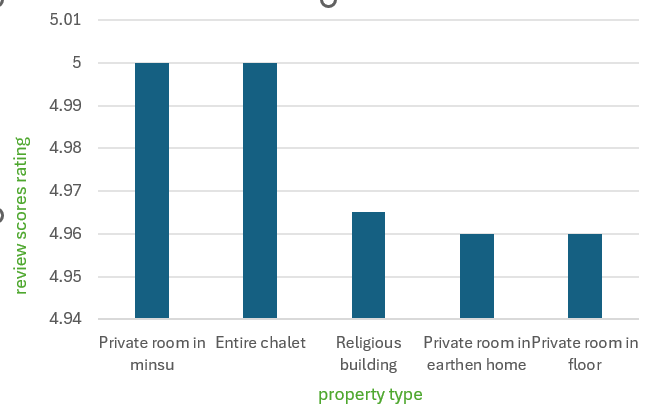 5.01
5
4.99
4.98
4.97
4.96
4.95
4.94
review scores rating
Private room in minsu
Entire chalet
Religious building
Private room in earthen home
Private room in floor
property type